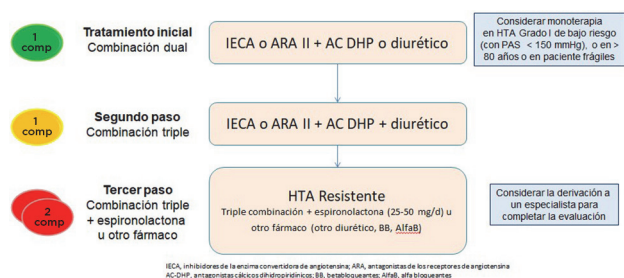 1
comp
Tratamiento inicial
Combinación dual
IECA o ARA II + AC DHP o diurético
Considerar monoterapia
en HTA Grado I de bajo riesgo
(con PAS < 150 mmHg), o en >
80 años o en paciente frágiles
1
comp
Segundo paso
Combinación triple
IECA o ARA II + AC DHP + diurético
2
comp
Tercer paso
Combinación triple
+ espironolactona
u otro fármaco
HTA Resistente
Triple combinación + espironolactona (25-50 mg/d) u
otro fármaco (otro diurético, BB, AlfaB)
Considerar la derivación a
un especialista para
completar la evaluación
IECA, inhibidores de la enzima convertidora de angiotensina; ARA, antagonistas de los receptores de angiotensina
AC-DHP, antagonistas cálcicos dihidropiridínicos; BB, betabloqueantes; AlfaB, alfa bloqueantes